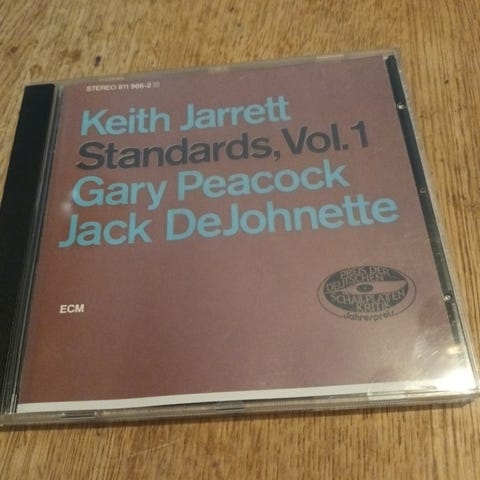 STEREO 811 966-2
Keith Jarrett
Standards, Vol.1
Gary Peacock
Jack DeJohnette
ECM
PREIS DER
DEUTSCHEN
SCHALLPLATTEN
KRITIK
Jahrespreis